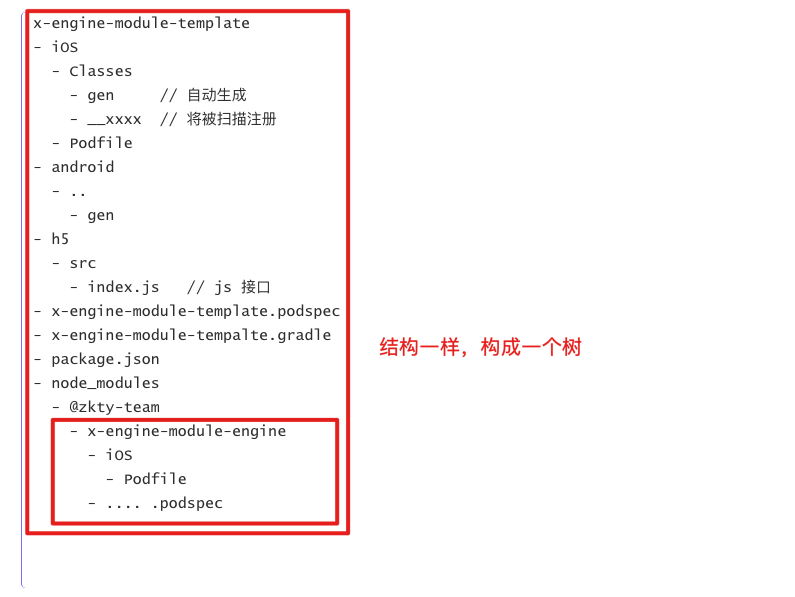 x-engine-module-template
- iOS
- Classes
- gen // 自动生成
- __xxxx // 将被扫描注册
- Podfile
- android
- ..
- gen
- h5
- src
- index.js // js 接口
- x-engine-module-template.podspec
- x-engine-module-tempalte.gradle
- package.json
- node_modules
- @zkty-team
- x-engine-module-engine
- iOS
- Podfile
- .... .podspec
结构一样，构成一个树